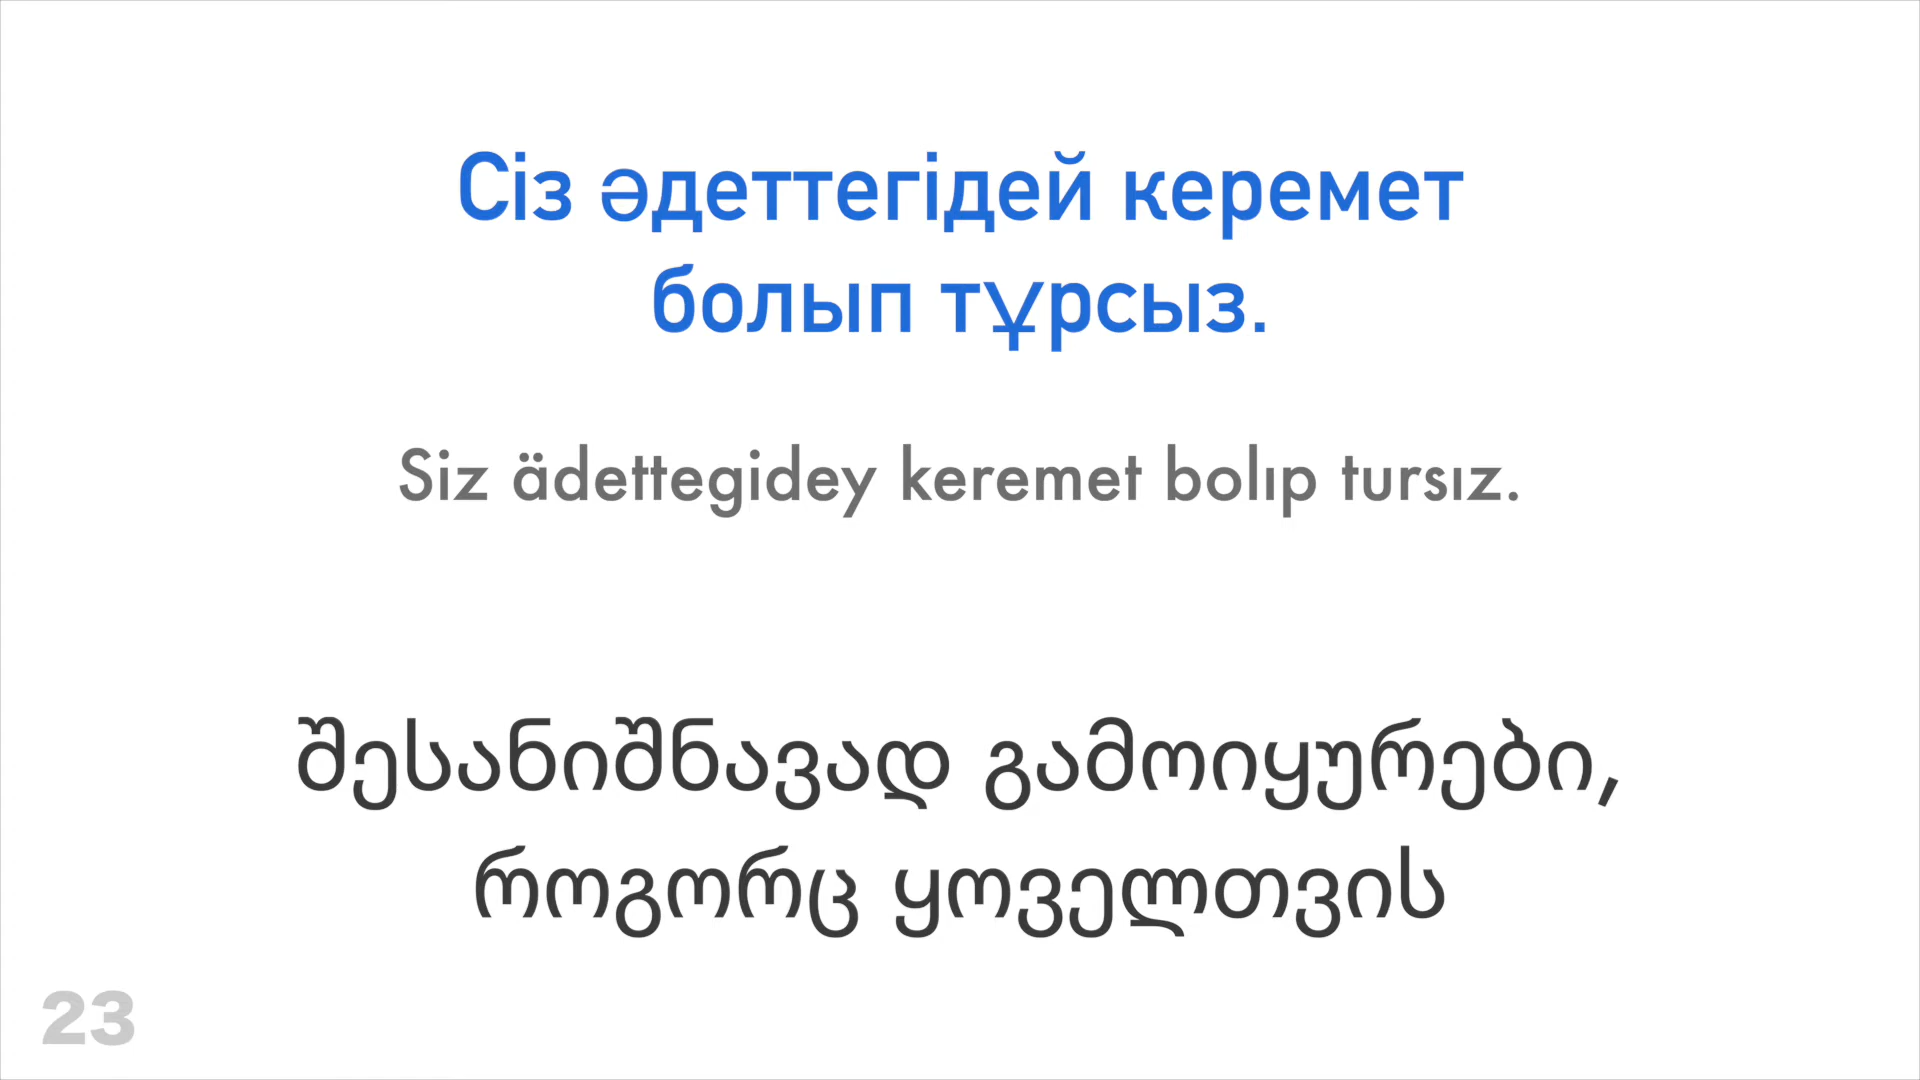 Сіз әдеттегідей керемет
болып тұрсыз.
Siz ädettegidey keremet bolıp tursız.
შესანიშნავად გამოიყურები,
როგორც ყოველთვის
23